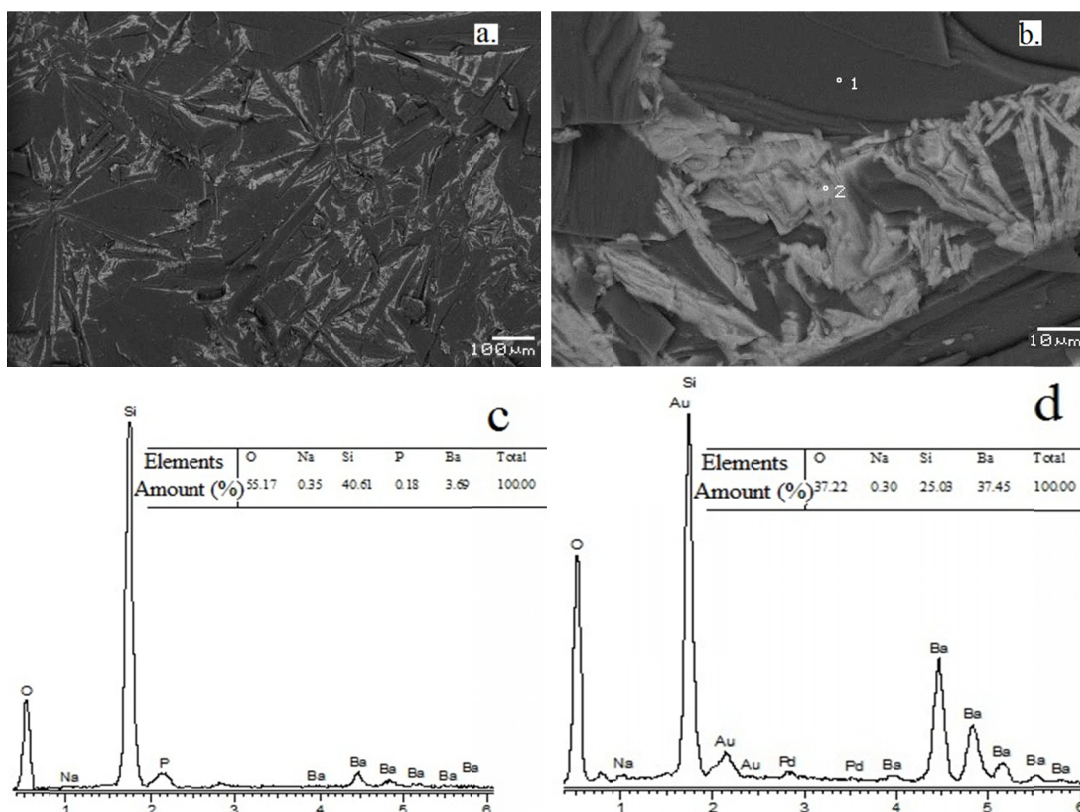 a.
100μm
b.
1
2
10μm
c
Si
Elements O Na Si P Ba Total
Amount (%) 55.17 0.35 40.61 0.18 3.69 100.00
O
Na
P
Ba
Ba
Ba
Ba
Ba
Ba
1 2 3 4 5 6
d
Si
Au
Elements O Na Si Ba Total
Amount (%) 37.22 0.30 25.03 37.45 100.00
O
Na
Au
Au
Pd
Pd
Ba
Ba
Ba
Ba
Ba
Ba
1 2 3 4 5 6